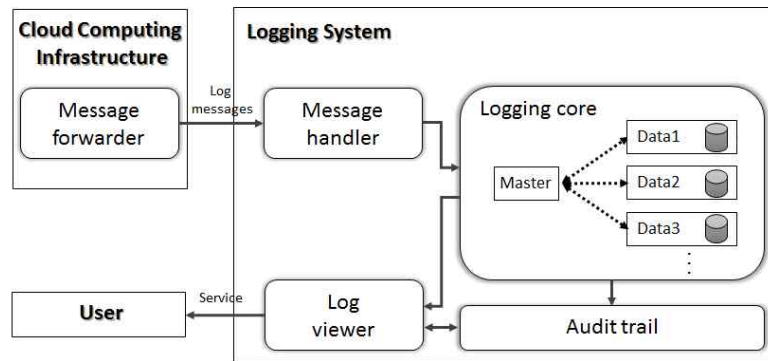 Cloud Computing
Infrastructure
Message
forwarder
Log
messages
Logging System
Message
handler
Logging core
Master
Data1
Data2
Data3
User
Service
Log
viewer
Audit trail